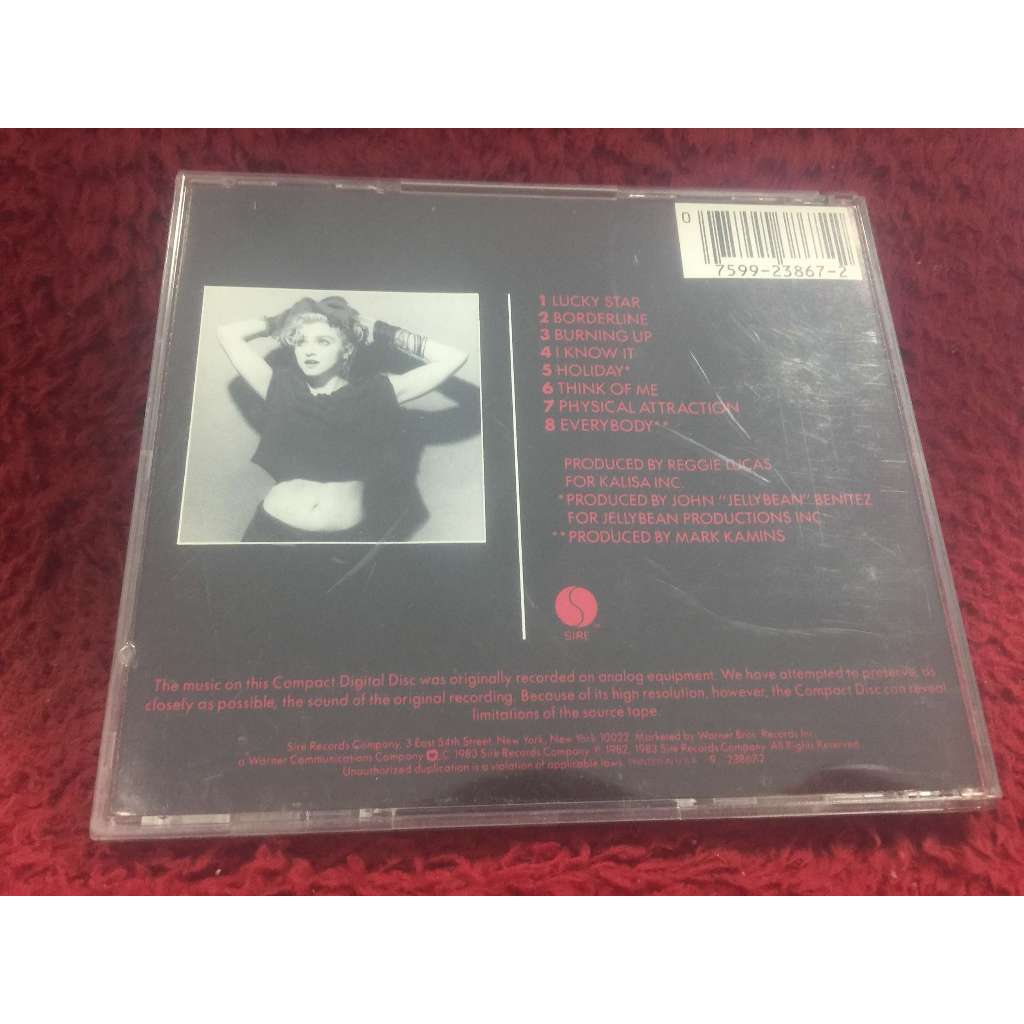 0
7599-23867-2
1 LUCKY STAR
2 BORDERLINE
3 BURNING UP
4 I KNOW IT
5 HOLIDAY*
6 THINK OF ME
7 PHYSICAL ATTRACTION
8 EVERYBODY**
PRODUCED BY REGGIE LUCAS
FOR KALISA INC.
*PRODUCED BY JOHN "JELLYBEAN" BENITEZ
FOR JELLYBEAN PRODUCTIONS INC.
**PRODUCED BY MARK KAMINS
SIRE
The music on this Compact Digital Disc was originally recorded on analog equipment. We have attempted to preserve, as
closely as possible, the sound of the original recording. Because of its high resolution, however, the Compact Disc can reveal
limitations of the source tape.
Sire Records Company, 3 East 54th Street, New York, New York 10022. Marketed by Warner Bros. Records Inc.,
a Warner Communications Company. C 1983 Sire Records Company. P 1982, 1983 Sire Records Company. All Rights Reserved.
Unauthorized duplication is a violation of applicable laws. PRINTED IN U.S.A. 9 23867-2